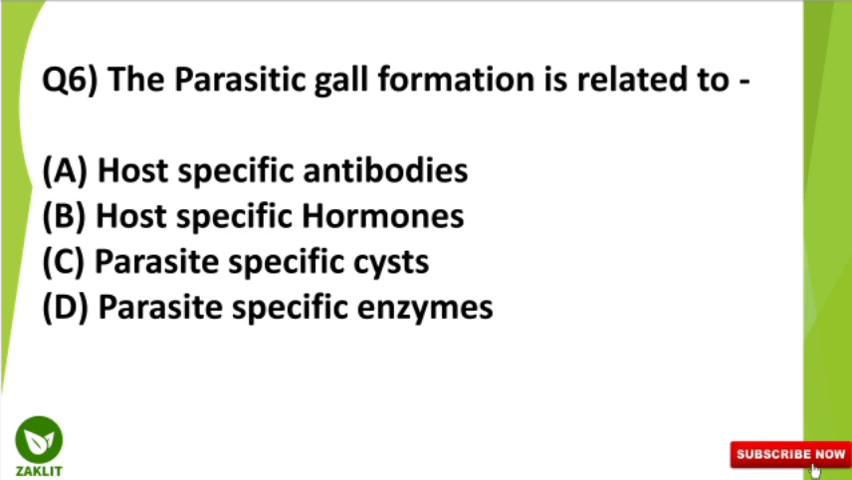 Q6) The Parasitic gall formation is related to -
(A) Host specific antibodies
(B) Host specific Hormones
(C) Parasite specific cysts
(D) Parasite specific enzymes
ZAKLIT
SUBSCRIBE NOW